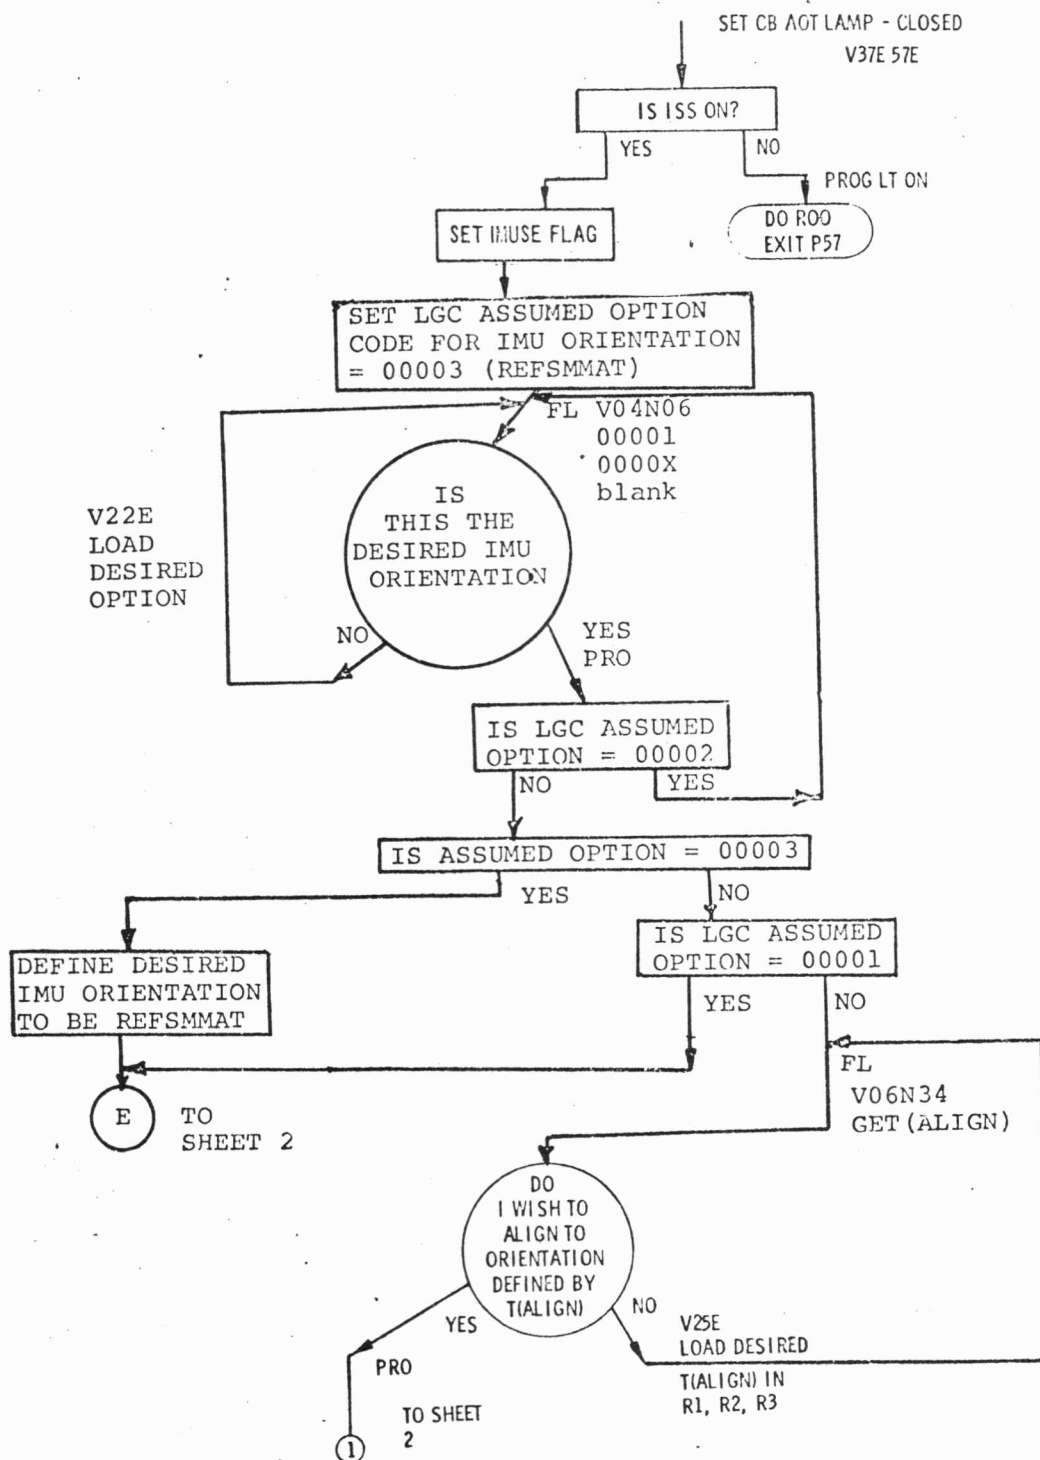 SET CB AOT LAMP - CLOSED
V37E 57E
IS ISS ON?
YES
NO
PROG LT ON
SET IMUSE FLAG
DO ROO
EXIT P57
SET LGC ASSUMED OPTION
CODE FOR IMU ORIENTATION
= 00003 (REFSMMAT)
FL V04N06
00001
0000X
blank
IS
THIS THE
DESIRED IMU
ORIENTATION
V22E
LOAD
DESIRED
OPTION
NO
YES
PRO
IS LGC ASSUMED
OPTION = 00002
NO
YES
IS ASSUMED OPTION = 00003
YES
NO
DEFINE DESIRED
IMU ORIENTATION
TO BE REFSMMAT
IS LGC ASSUMED
OPTION = 00001
YES
NO
FL
V06N34
GET(ALIGN)
E
TO
SHEET 2
DO
I WISH TO
ALIGN TO
ORIENTATION
DEFINED BY
T(ALIGN)
YES
PRO
NO
V25E
LOAD DESIRED
T(ALIGN) IN
R1, R2, R3
TO SHEET
2
1